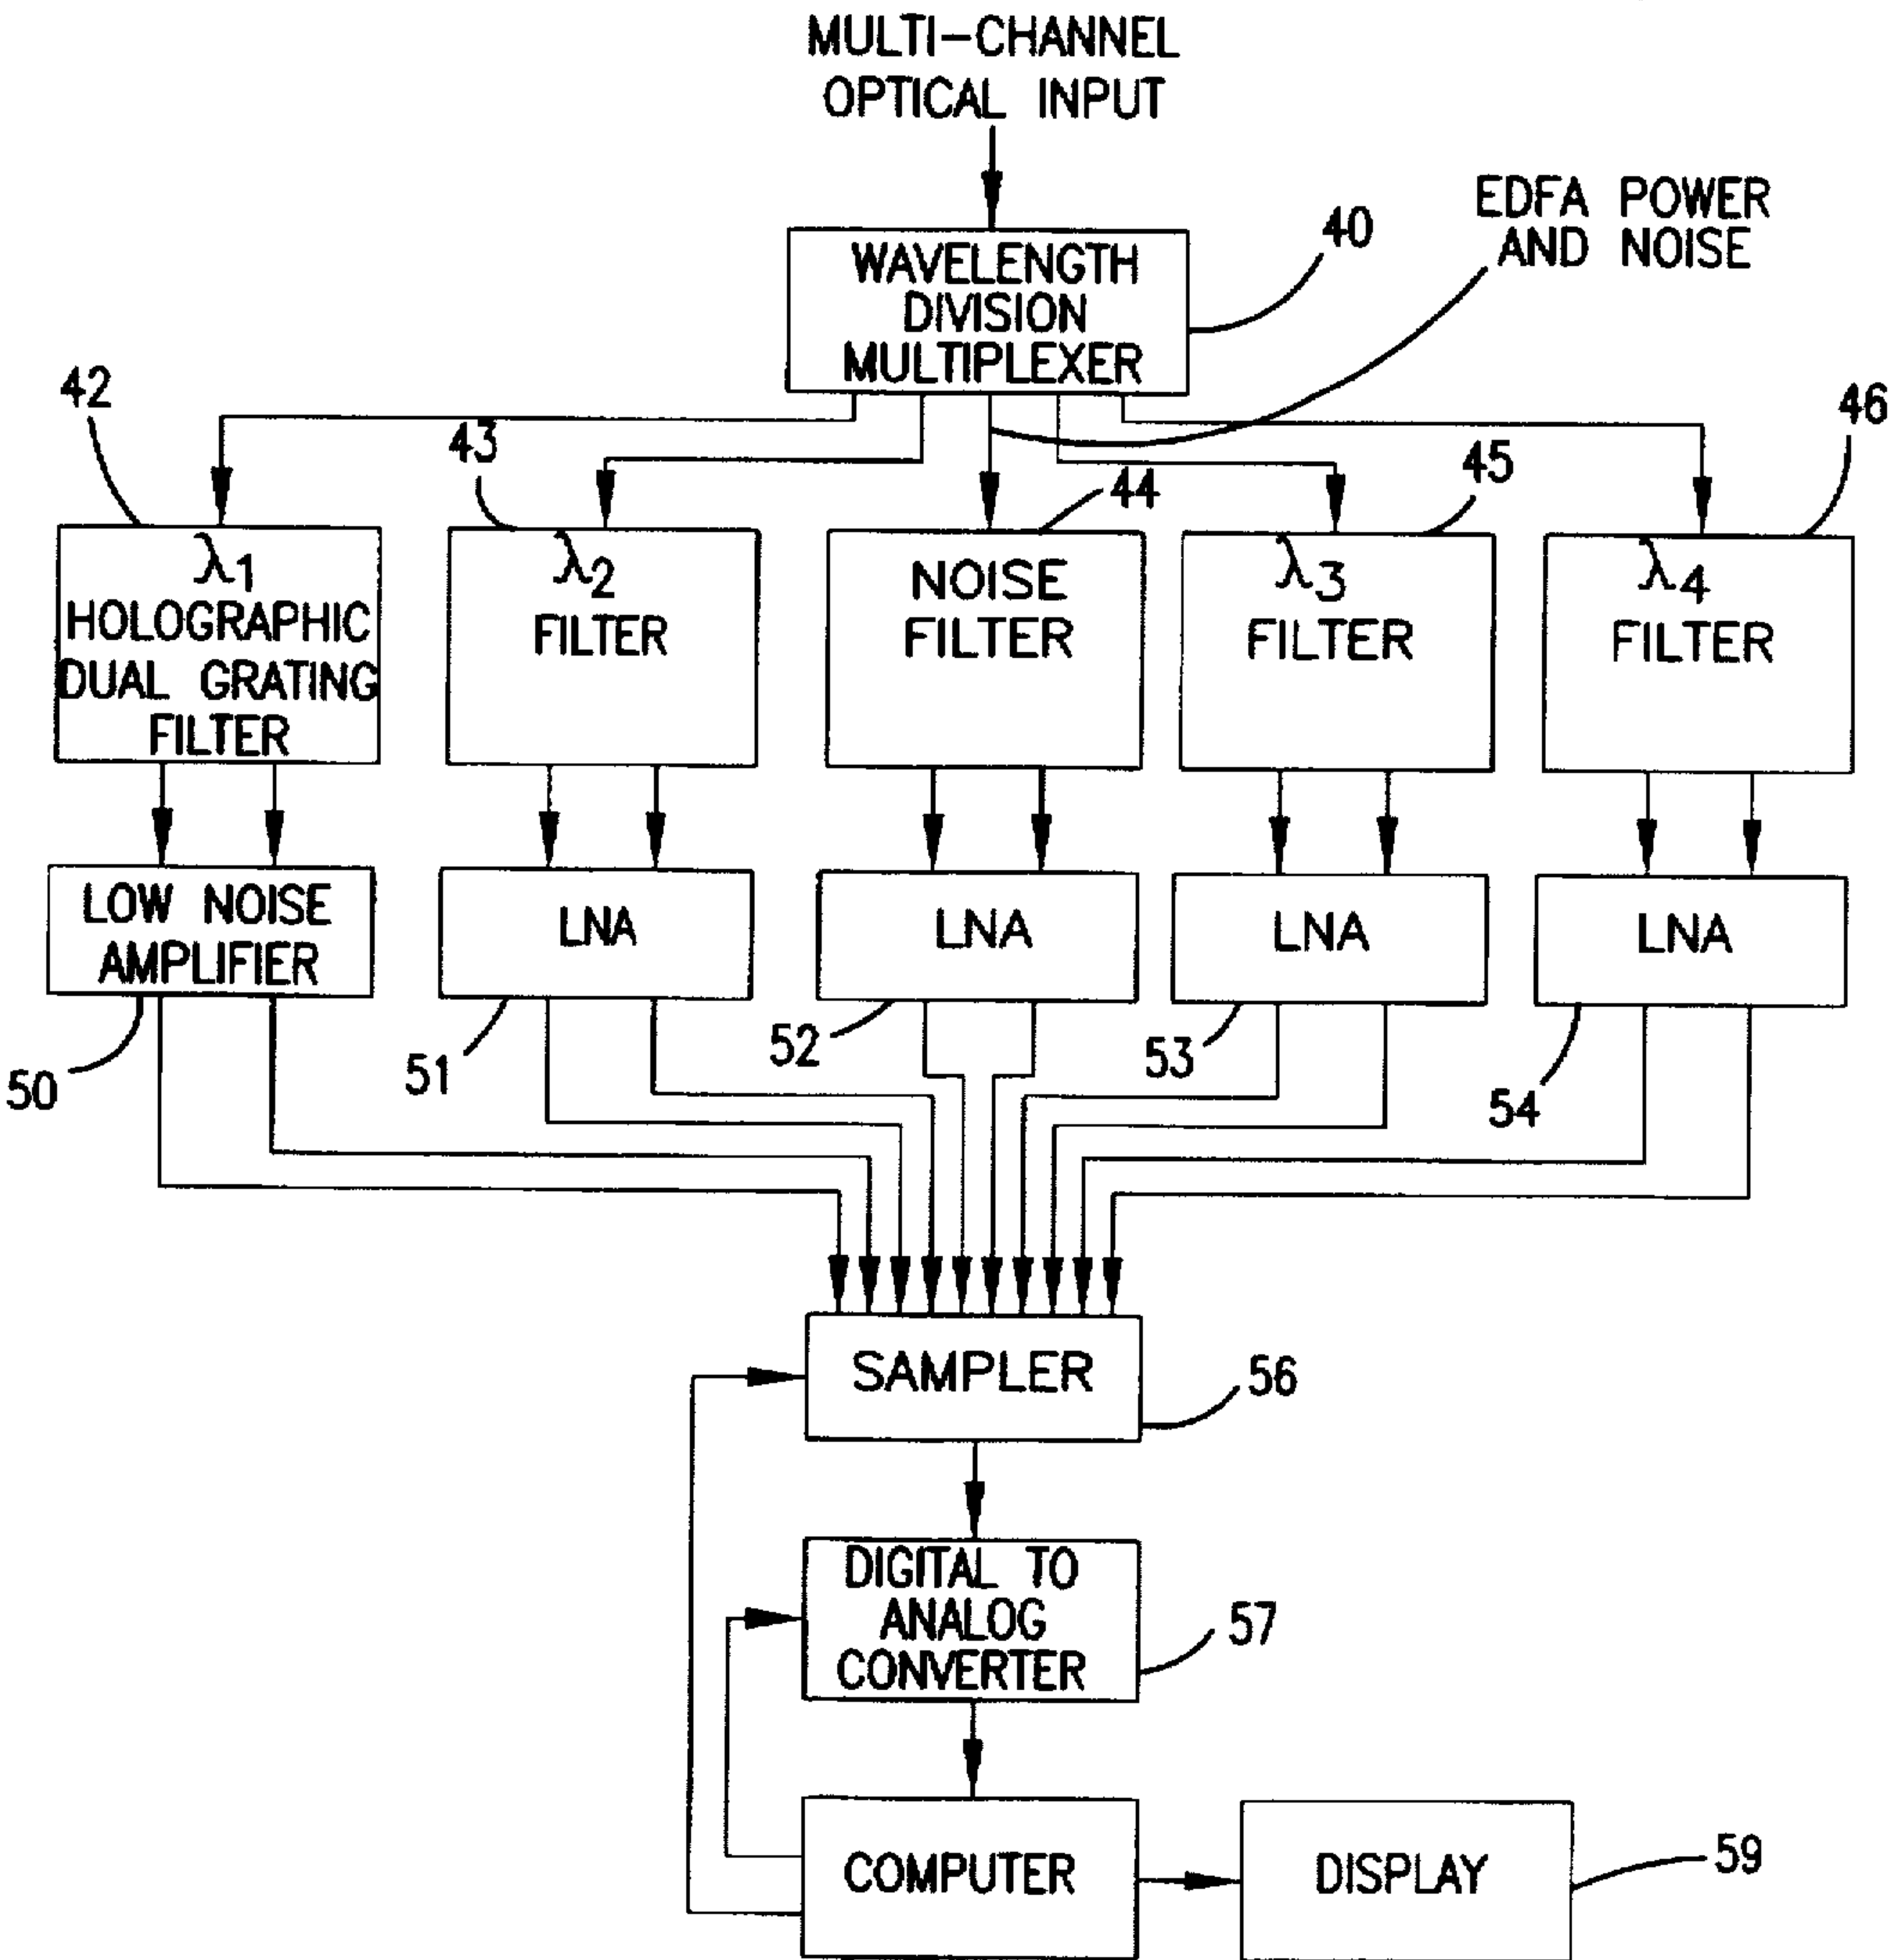 MULTI-CHANNEL
OPTICAL INPUT
EDFA POWER
AND NOISE
40
WAVELENGTH
DIVISION
MULTIPLEXER
42
43
44
45
46
λ1
HOLOGRAPHIC
DUAL GRATING
FILTER
λ2
FILTER
NOISE
FILTER
λ3
FILTER
λ4
FILTER
LOW NOISE
AMPLIFIER
LNA
LNA
LNA
LNA
50
51
52
53
54
SAMPLER
56
DIGITAL TO
ANALOG
CONVERTER
57
COMPUTER
DISPLAY
59